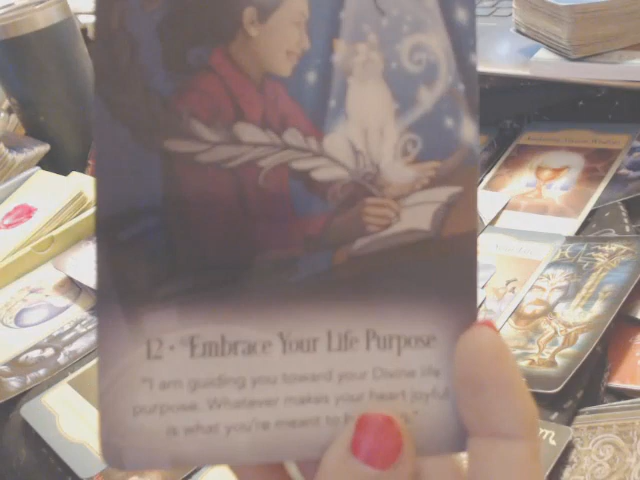 12 • Embrace Your Life Purpose
"I am guiding you toward your Divine life
purpose. Whatever makes your heart joyful
is what you're meant to